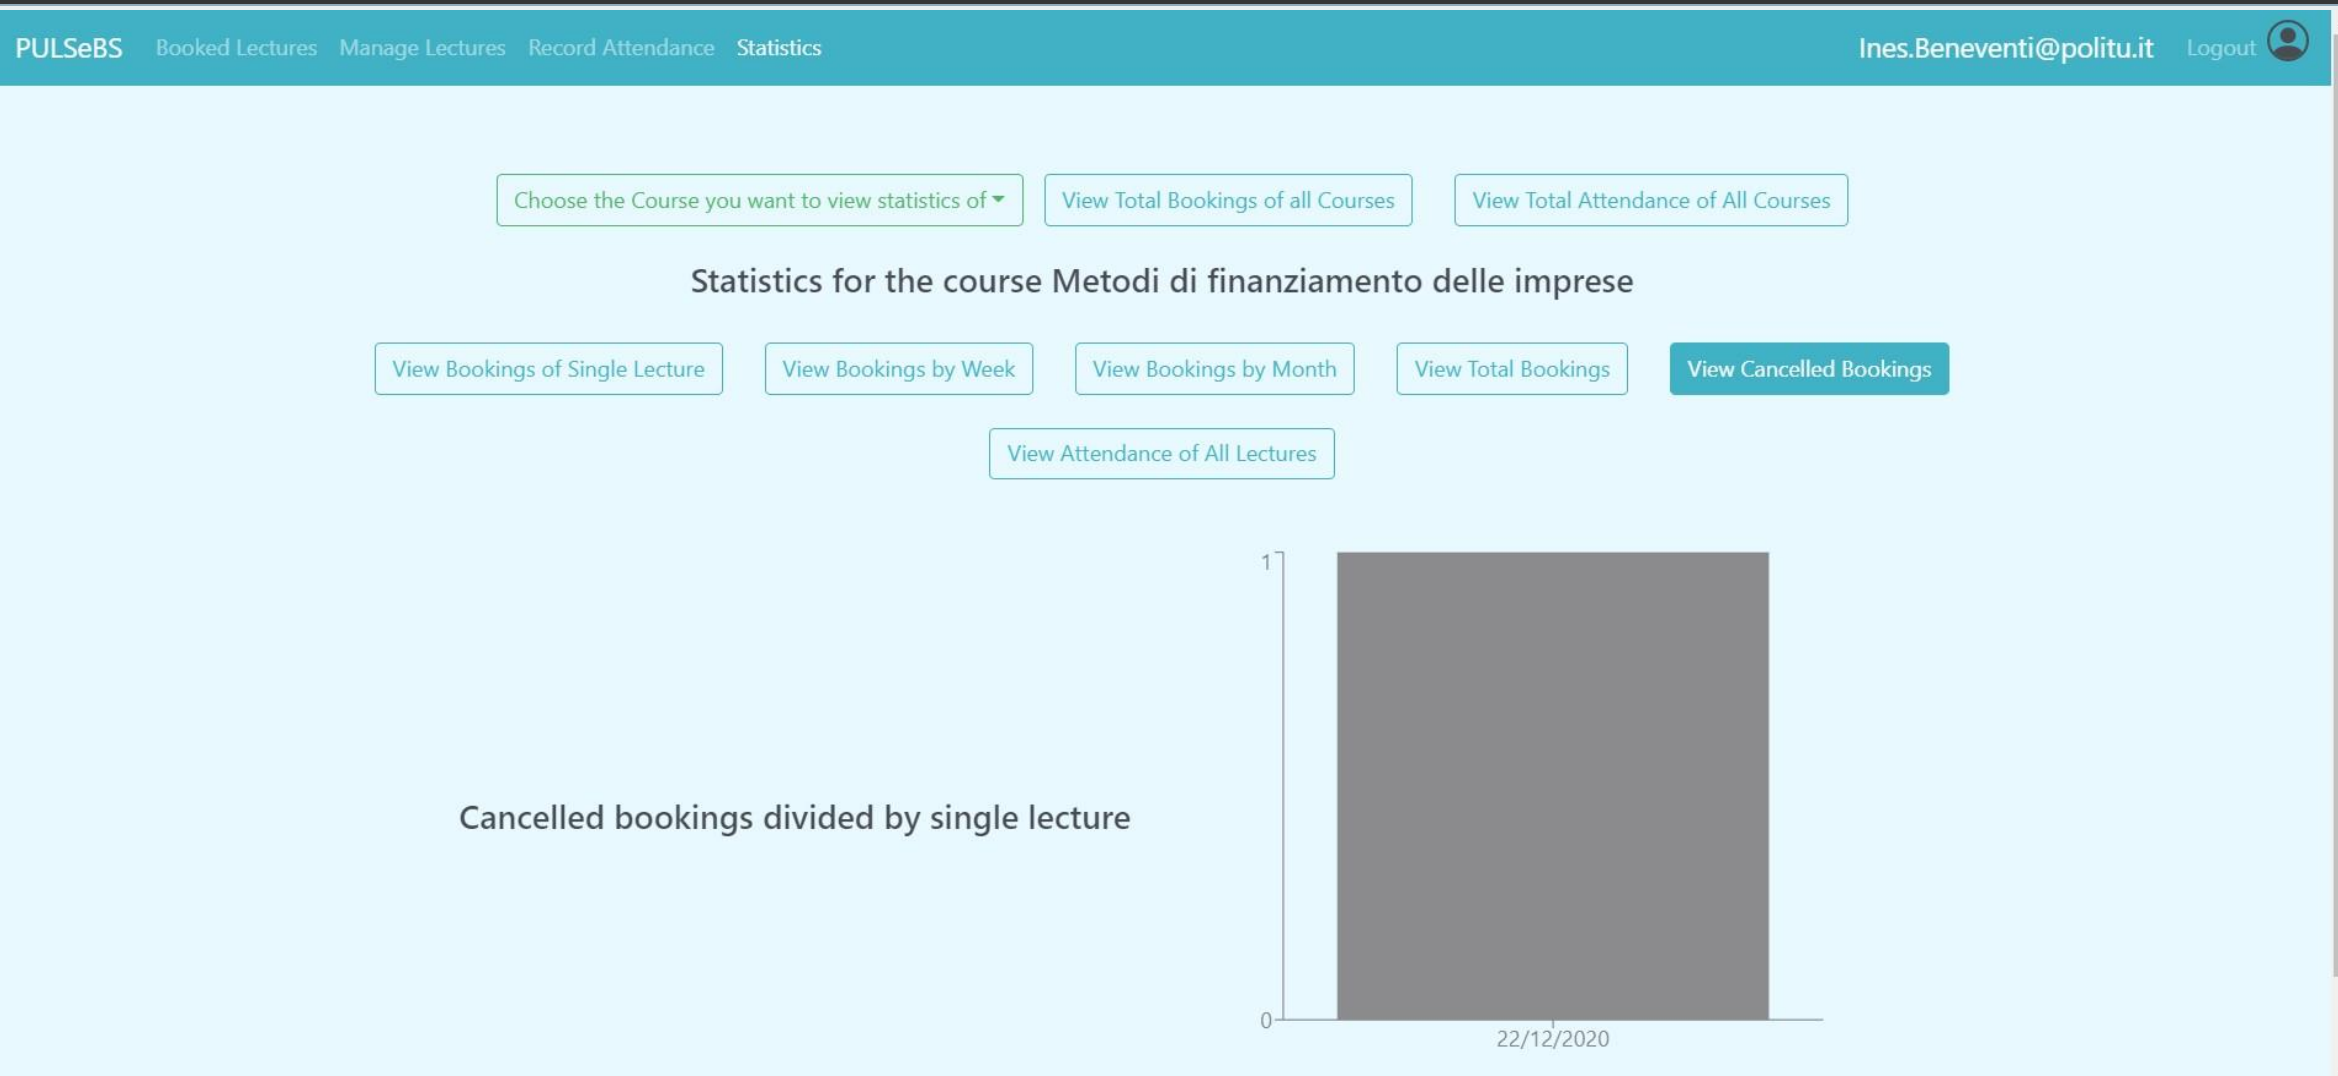 PULSeBS Booked Lectures Manage Lectures Record Attendance Statistics Ines.Beneventi@politu.it Logout
Choose the Course you want to view statistics of View Total Bookings of all Courses View Total Attendance of All Courses
Statistics for the course Metodi di finanziamento delle imprese
View Bookings of Single Lecture View Bookings by Week View Bookings by Month View Total Bookings View Cancelled Bookings
View Attendance of All Lectures
1
Cancelled bookings divided by single lecture
0
22/12/2020